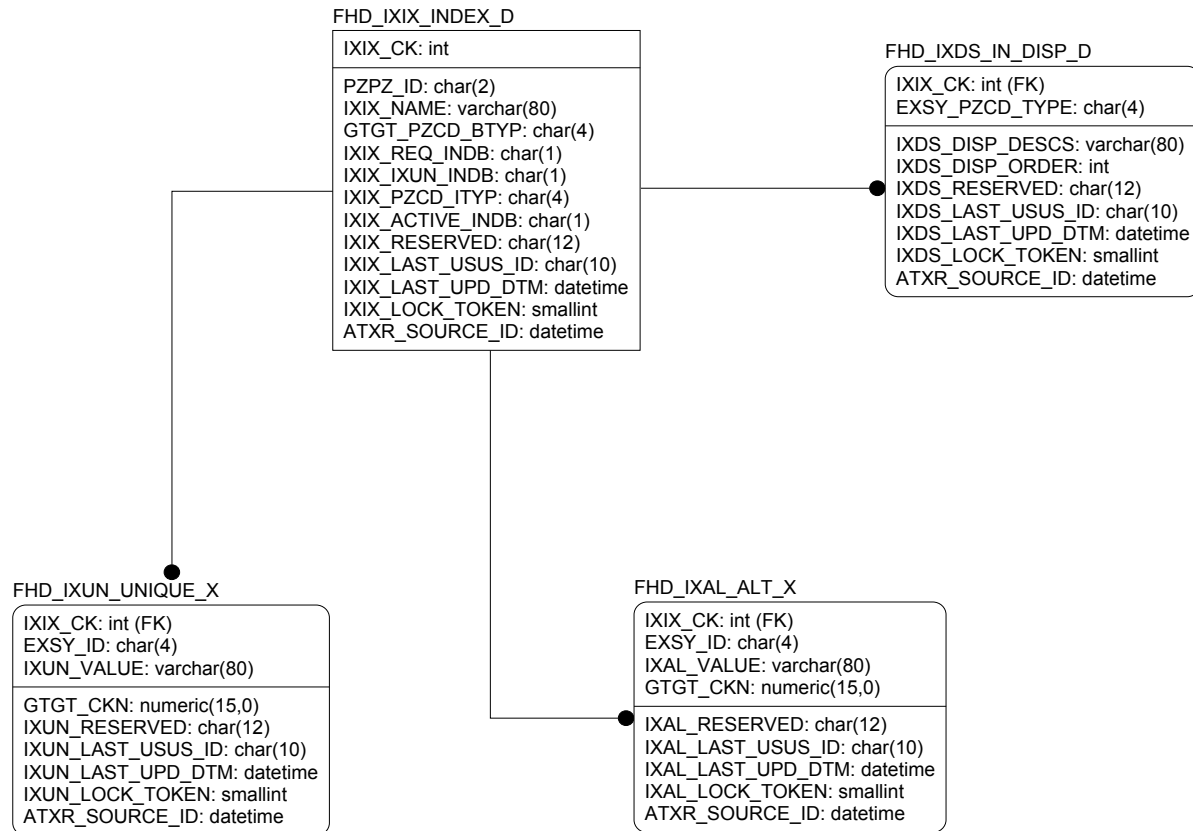 FHD_IXIX_INDEX_D
IXIX_CK: int
PZPZ_ID: char(2)
IXIX_NAME: varchar(80)
GTGT_PZCD_BTYP: char(4)
IXIX_REQ_INDB: char(1)
IXIX_IXUN_INDB: char(1)
IXIX_PZCD_ITYP: char(4)
IXIX_ACTIVE_INDB: char(1)
IXIX_RESERVED: char(12)
IXIX_LAST_USUS_ID: char(10)
IXIX_LAST_UPD_DTM: datetime
IXIX_LOCK_TOKEN: smallint
ATXR_SOURCE_ID: datetime
FHD_IXDS_IN_DISP_D
IXIX_CK: int (FK)
EXSY_PZCD_TYPE: char(4)
IXDS_DISP_DESCS: varchar(80)
IXDS_DISP_ORDER: int
IXDS_RESERVED: char(12)
IXDS_LAST_USUS_ID: char(10)
IXDS_LAST_UPD_DTM: datetime
IXDS_LOCK_TOKEN: smallint
ATXR_SOURCE_ID: datetime
FHD_IXUN_UNIQUE_X
IXIX_CK: int (FK)
EXSY_ID: char(4)
IXUN_VALUE: varchar(80)
GTGT_CKN: numeric(15,0)
IXUN_RESERVED: char(12)
IXUN_LAST_USUS_ID: char(10)
IXUN_LAST_UPD_DTM: datetime
IXUN_LOCK_TOKEN: smallint
ATXR_SOURCE_ID: datetime
FHD_IXAL_ALT_X
IXIX_CK: int (FK)
EXSY_ID: char(4)
IXAL_VALUE: varchar(80)
GTGT_CKN: numeric(15,0)
IXAL_RESERVED: char(12)
IXAL_LAST_USUS_ID: char(10)
IXAL_LAST_UPD_DTM: datetime
IXAL_LOCK_TOKEN: smallint
ATXR_SOURCE_ID: datetime